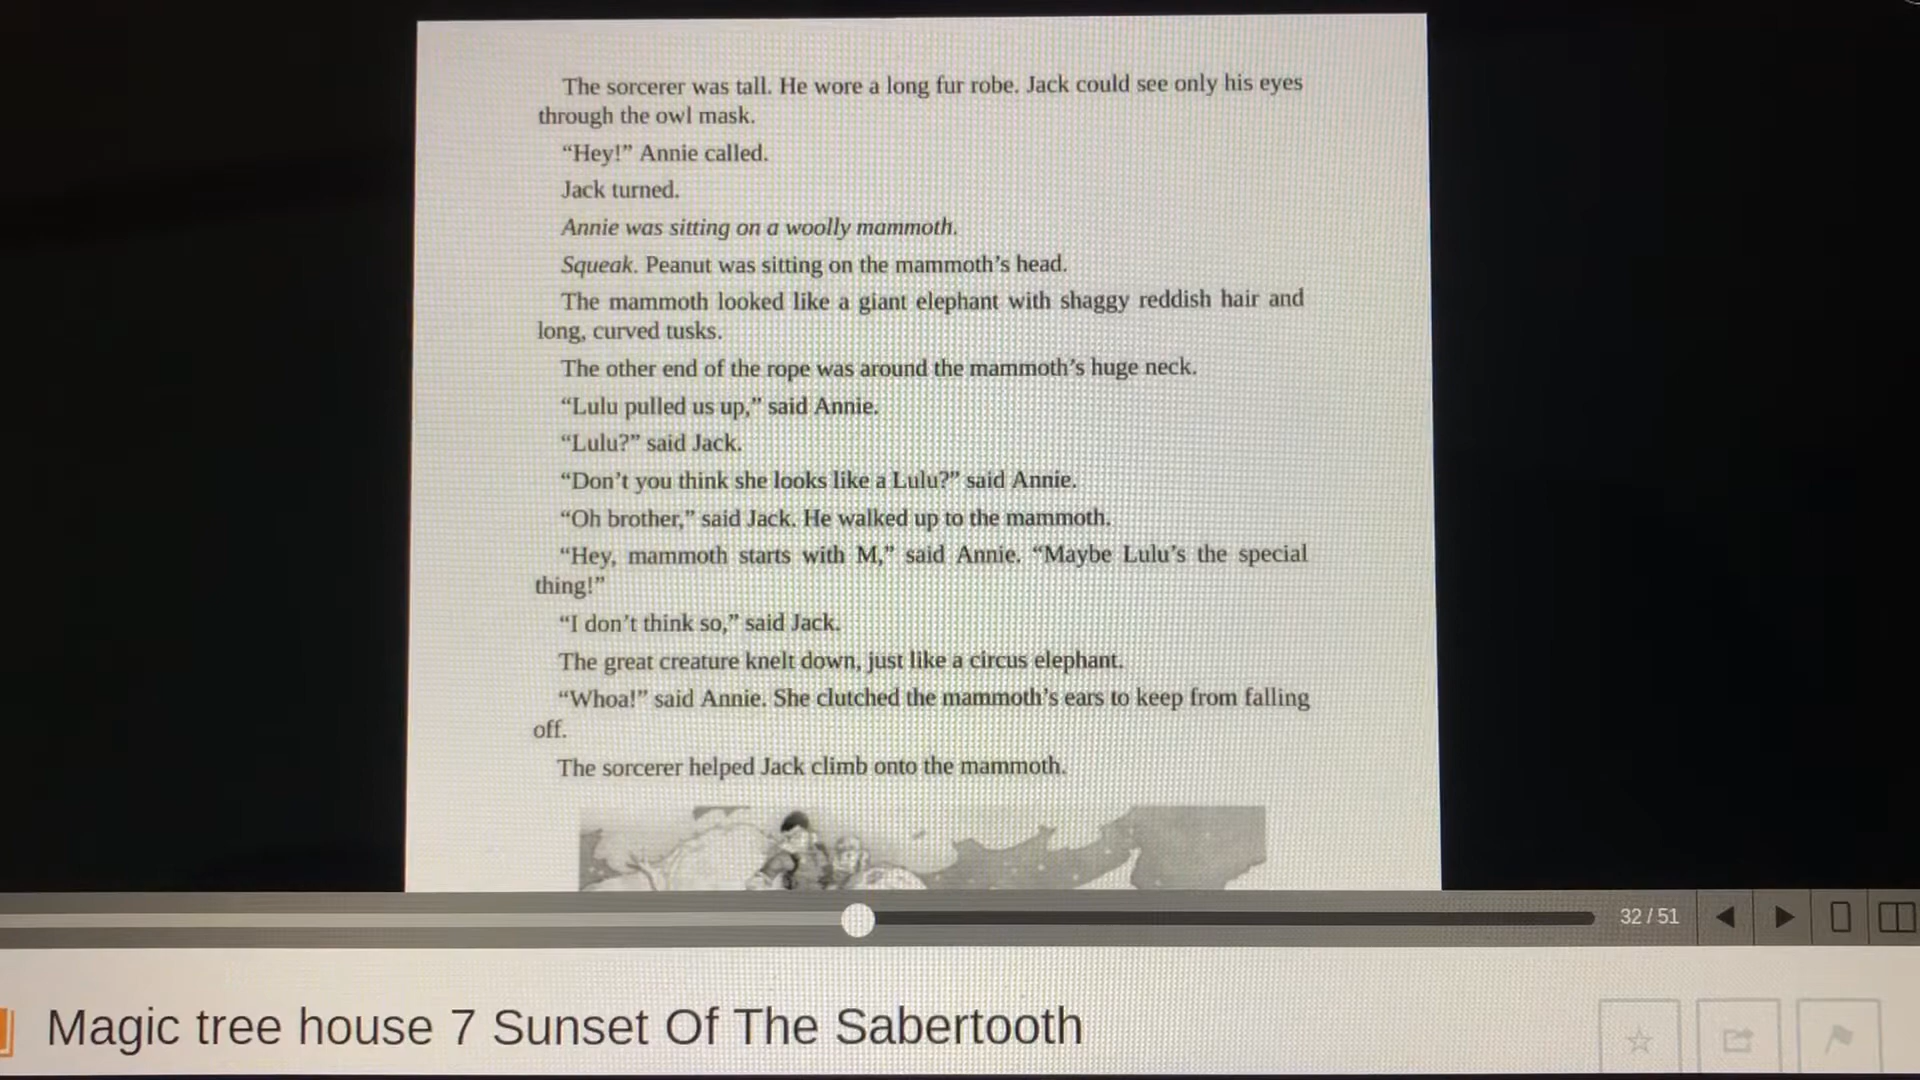 The sorcerer was tall. He wore a long fur robe. Jack could see only his eyes
through the owl mask.
“Hey!” Annie called.
Jack turned.
Annie was sitting on a woolly mammoth.
Squeak. Peanut was sitting on the mammoth’s head.
The mammoth looked like a giant elephant with shaggy reddish hair and
long, curved tusks.
The other end of the rope was around the mammoth’s huge neck.
“Lulu pulled us up,” said Annie.
“Lulu?” said Jack.
“Don’t you think she looks like a Lulu?” said Annie.
“Oh brother,” said Jack. He walked up to the mammoth.
“Hey, mammoth starts with M,” said Annie. “Maybe Lulu’s the special
thing!”
“I don’t think so,” said Jack.
The great creature knelt down, just like a circus elephant.
“Whoa!” said Annie. She clutched the mammoth’s ears to keep from falling
off.
The sorcerer helped Jack climb onto the mammoth.
32 / 51
Magic tree house 7 Sunset Of The Sabertooth